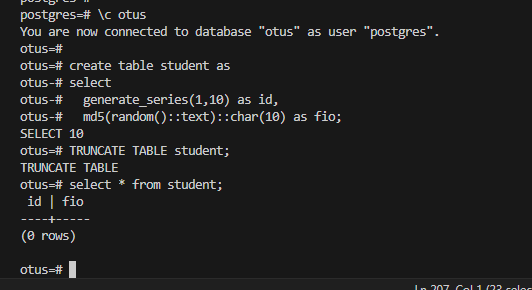 postgres=#
postgres=# \c otus
You are now connected to database "otus" as user "postgres".
otus=#
otus=# create table student as
otus-# select
otus-#   generate_series(1,10) as id,
otus-#   md5(random()::text)::char(10) as fio;
SELECT 10
otus=# TRUNCATE TABLE student;
TRUNCATE TABLE
otus=# select * from student;
 id | fio
----+-----
(0 rows)
otus=#
Ln 207, Col 1 (23 selec